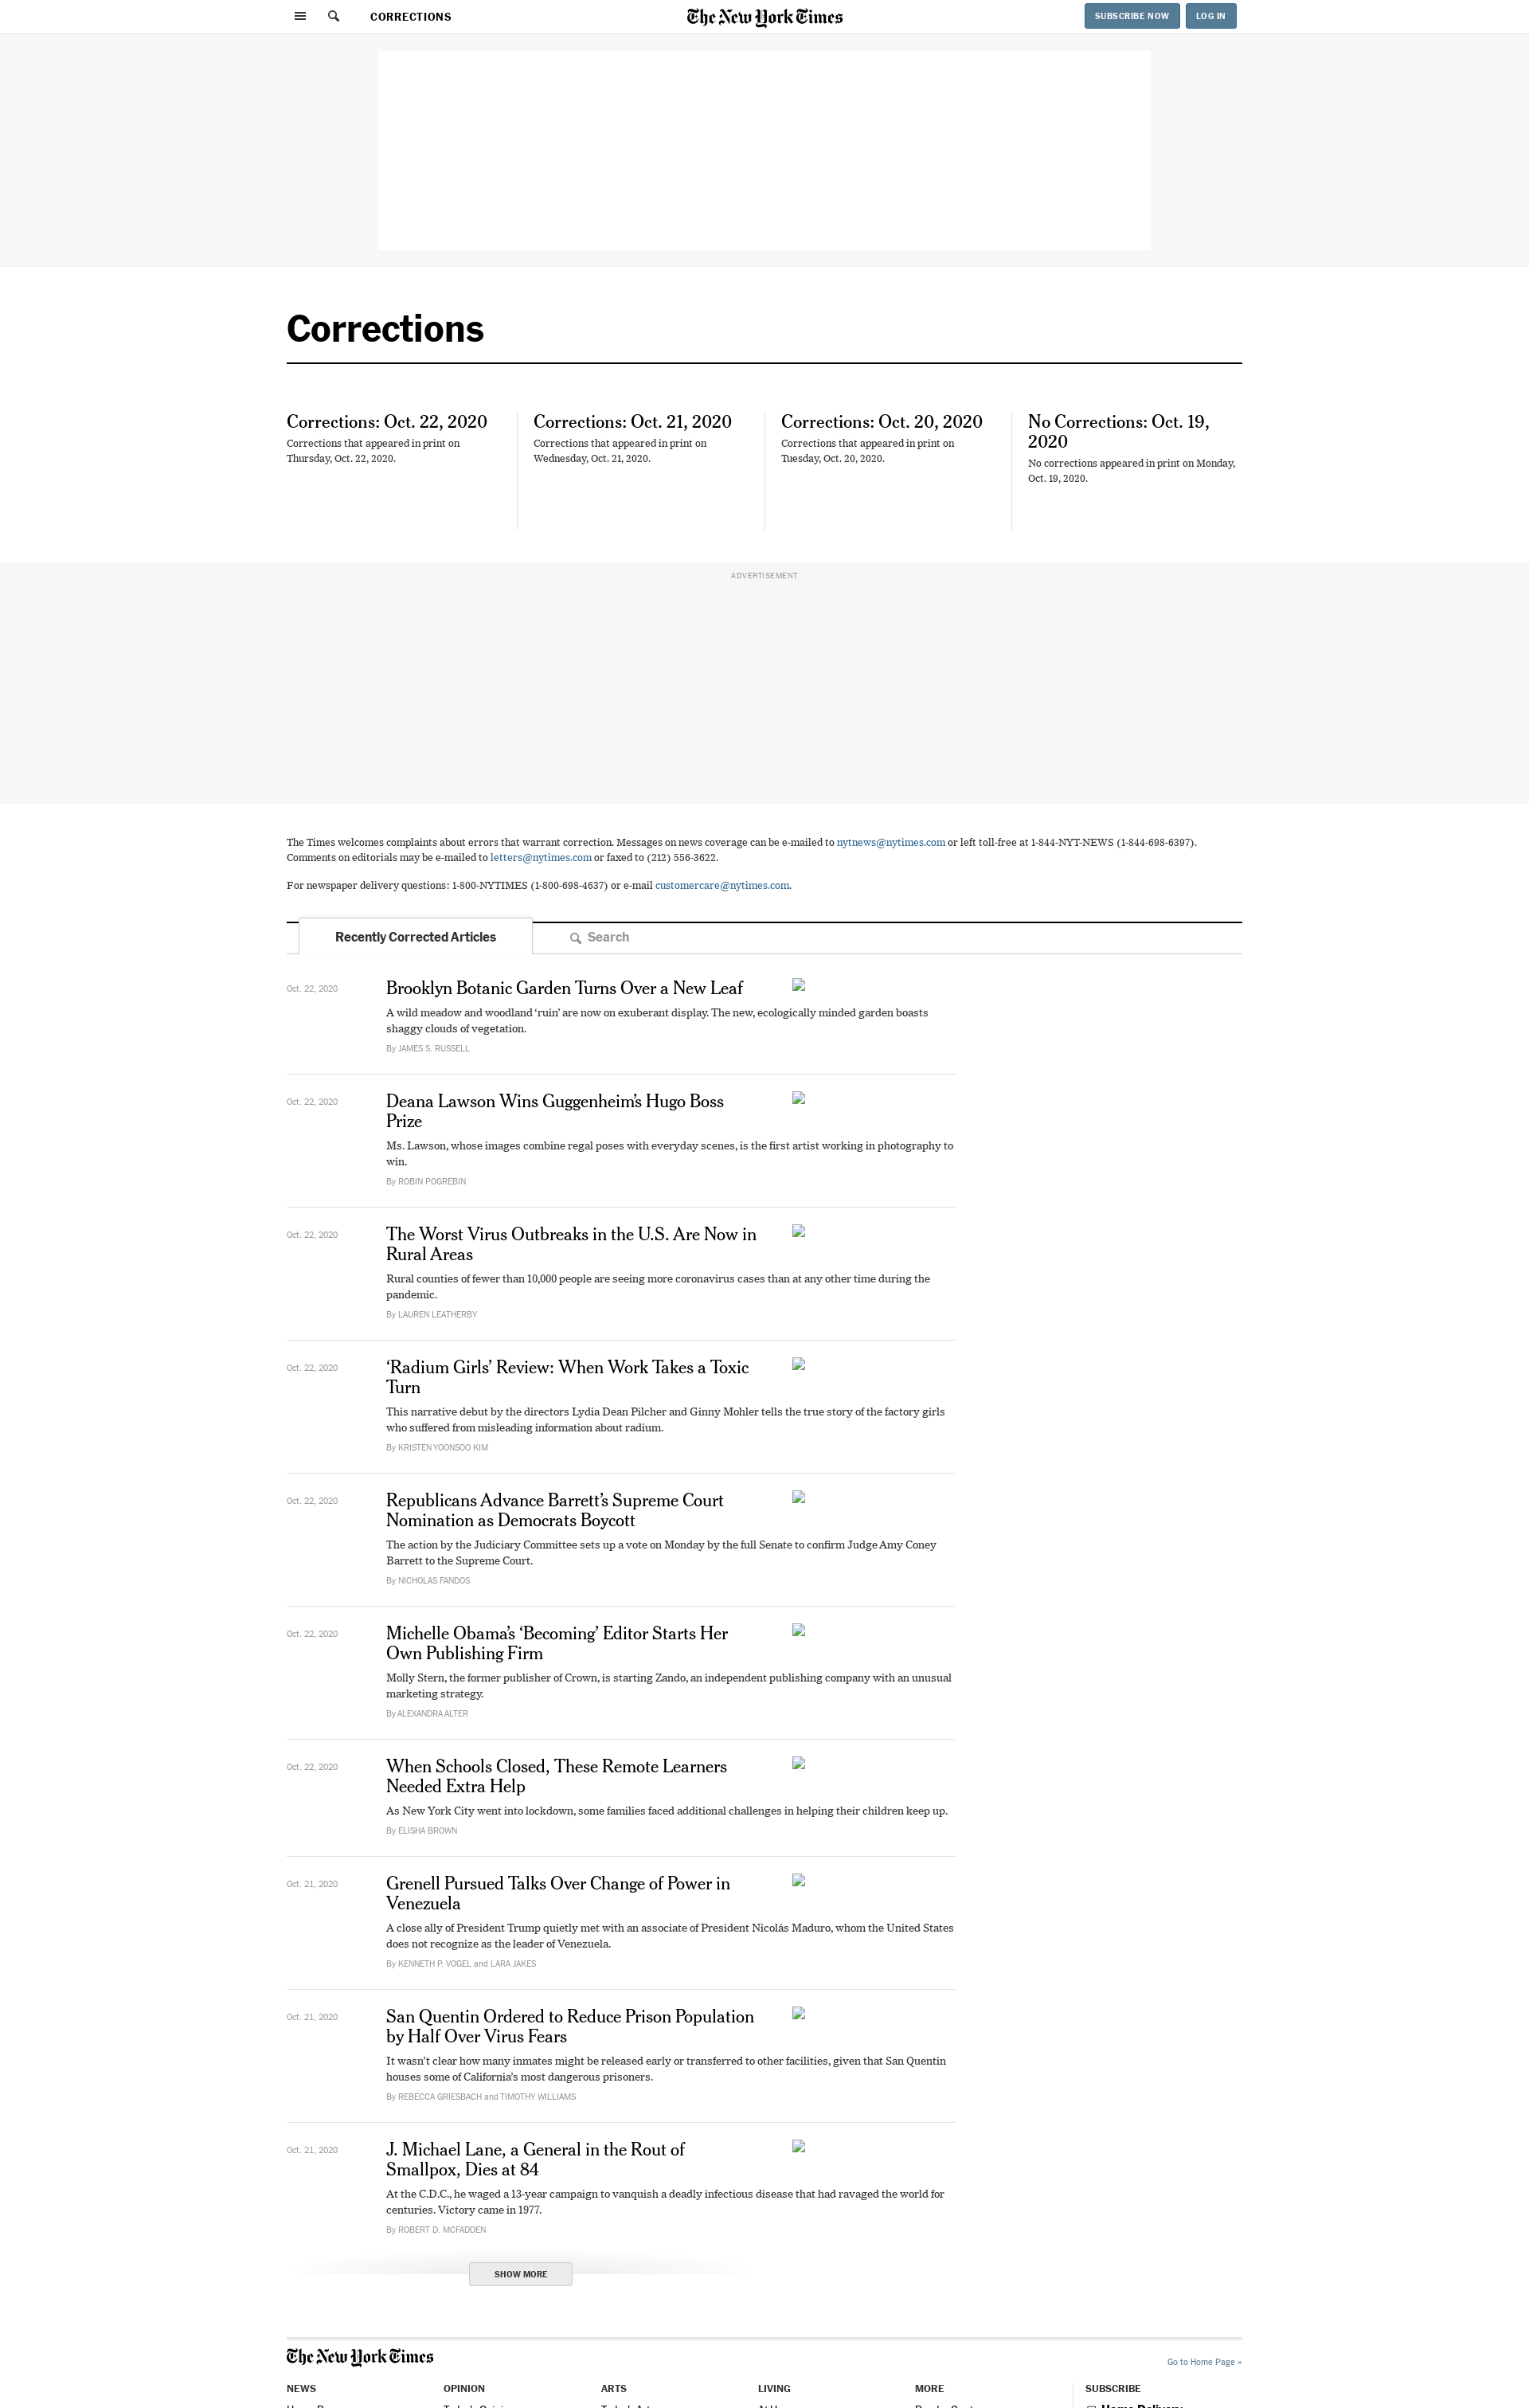 CORRECTIONS
The New York Times
SUBSCRIBE NOW
LOG IN
Corrections
Corrections: Oct. 22, 2020
Corrections that appeared in print on
Thursday, Oct. 22, 2020.
Corrections: Oct. 21, 2020
Corrections that appeared in print on
Wednesday, Oct. 21, 2020.
Corrections: Oct. 20, 2020
Corrections that appeared in print on
Tuesday, Oct. 20, 2020.
No Corrections: Oct. 19,
2020
No corrections appeared in print on Monday,
Oct. 19, 2020.
ADVERTISEMENT
The Times welcomes complaints about errors that warrant correction. Messages on news coverage can be e-mailed to nytnews@nytimes.com or left toll-free at 1-844-NYT-NEWS (1-844-698-6397).
Comments on editorials may be e-mailed to letters@nytimes.com or faxed to (212) 556-3622.
For newspaper delivery questions: 1-800-NYTIMES (1-800-698-4637) or e-mail customercare@nytimes.com.
Recently Corrected Articles
Search
Oct. 22, 2020
Brooklyn Botanic Garden Turns Over a New Leaf
A wild meadow and woodland ‘ruin’ are now on exuberant display. The new, ecologically minded garden boasts
shaggy clouds of vegetation.
By JAMES S. RUSSELL
Oct. 22, 2020
Deana Lawson Wins Guggenheim’s Hugo Boss
Prize
Ms. Lawson, whose images combine regal poses with everyday scenes, is the first artist working in photography to
win.
By ROBIN POGREBIN
Oct. 22, 2020
The Worst Virus Outbreaks in the U.S. Are Now in
Rural Areas
Rural counties of fewer than 10,000 people are seeing more coronavirus cases than at any other time during the
pandemic.
By LAUREN LEATHERBY
Oct. 22, 2020
‘Radium Girls’ Review: When Work Takes a Toxic
Turn
This narrative debut by the directors Lydia Dean Pilcher and Ginny Mohler tells the true story of the factory girls
who suffered from misleading information about radium.
By KRISTEN YOONSOO KIM
Oct. 22, 2020
Republicans Advance Barrett’s Supreme Court
Nomination as Democrats Boycott
The action by the Judiciary Committee sets up a vote on Monday by the full Senate to confirm Judge Amy Coney
Barrett to the Supreme Court.
By NICHOLAS FANDOS
Oct. 22, 2020
Michelle Obama’s ‘Becoming’ Editor Starts Her
Own Publishing Firm
Molly Stern, the former publisher of Crown, is starting Zando, an independent publishing company with an unusual
marketing strategy.
By ALEXANDRA ALTER
Oct. 22, 2020
When Schools Closed, These Remote Learners
Needed Extra Help
As New York City went into lockdown, some families faced additional challenges in helping their children keep up.
By ELISHA BROWN
Oct. 21, 2020
Grenell Pursued Talks Over Change of Power in
Venezuela
A close ally of President Trump quietly met with an associate of President Nicolás Maduro, whom the United States
does not recognize as the leader of Venezuela.
By KENNETH P. VOGEL and LARA JAKES
Oct. 21, 2020
San Quentin Ordered to Reduce Prison Population
by Half Over Virus Fears
It wasn’t clear how many inmates might be released early or transferred to other facilities, given that San Quentin
houses some of California’s most dangerous prisoners.
By REBECCA GRIESBACH and TIMOTHY WILLIAMS
Oct. 21, 2020
J. Michael Lane, a General in the Rout of
Smallpox, Dies at 84
At the C.D.C., he waged a 13-year campaign to vanquish a deadly infectious disease that had ravaged the world for
centuries. Victory came in 1977.
By ROBERT D. MCFADDEN
SHOW MORE
The New York Times
Go to Home Page »
NEWS
OPINION
ARTS
LIVING
MORE
SUBSCRIBE